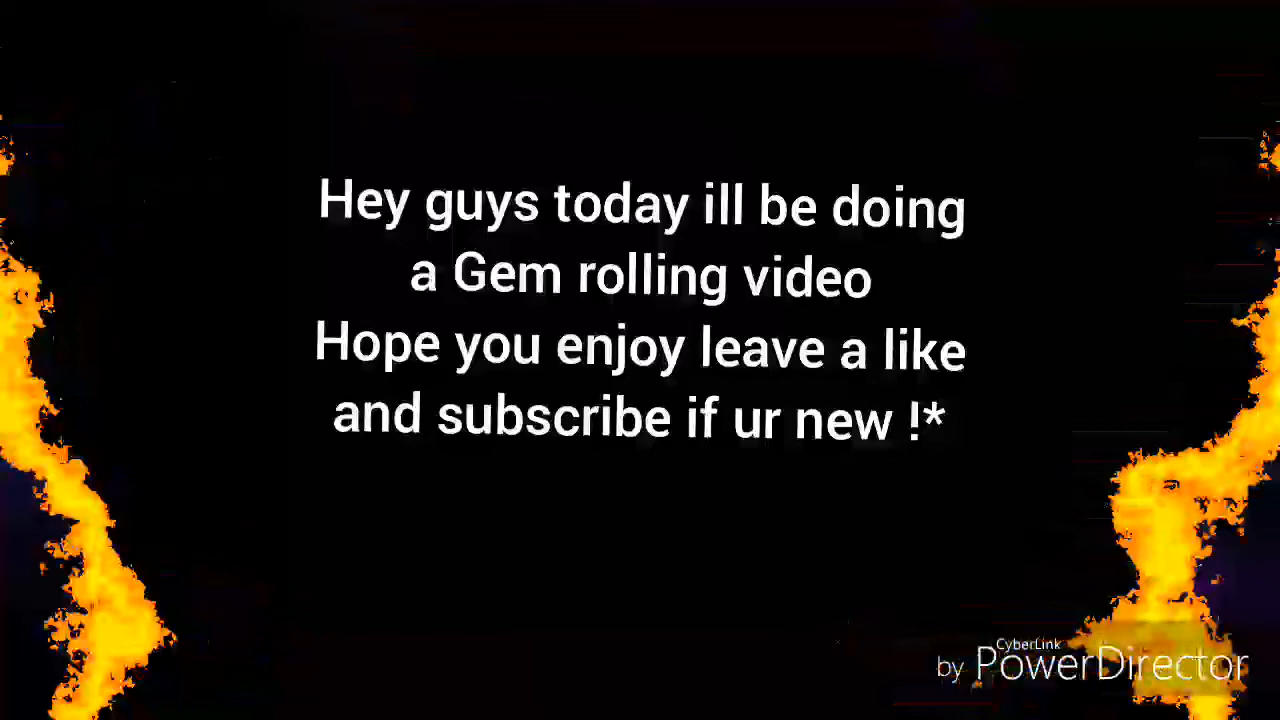 Hey guys today ill be doing
a Gem rolling video
Hope you enjoy leave a like
and subscribe if ur new !*
CyberLink
by PowerDirector